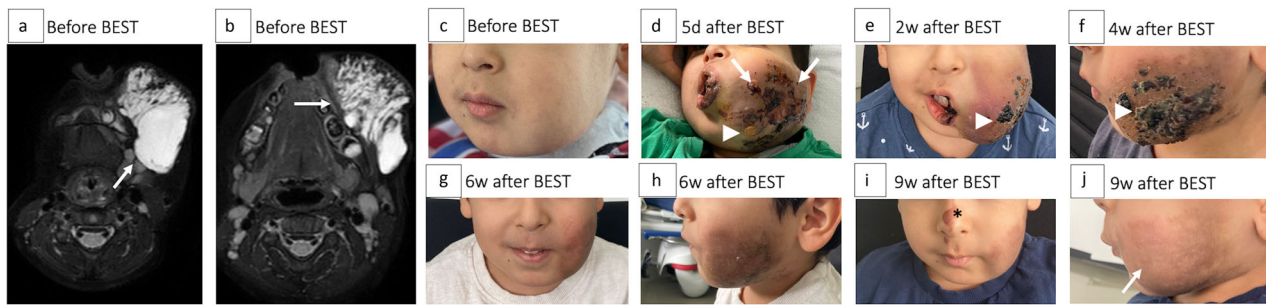 a Before BEST
b Before BEST
c Before BEST
d 5d after BEST
e 2w after BEST
f 4w after BEST
g 6w after BEST
h 6w after BEST
i 9w after BEST
*
j 9w after BEST